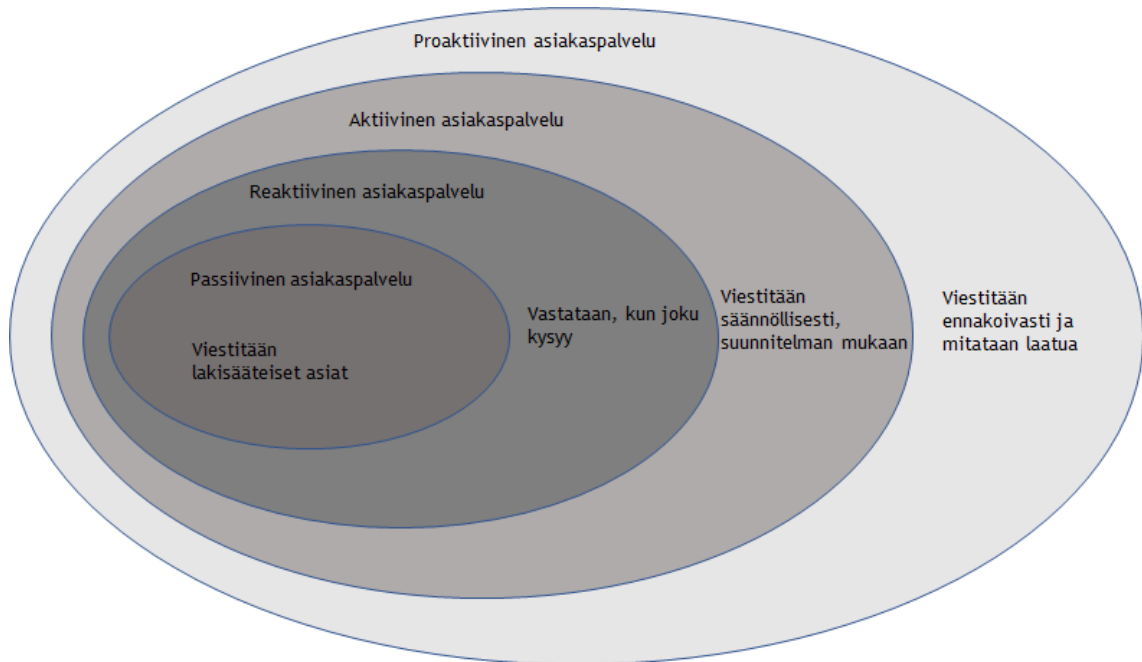 Proaktiivinen asiakaspalvelu
Aktiivinen asiakaspalvelu
Reaktiivinen asiakaspalvelu
Passiivinen asiakaspalvelu
Viestitään
lakisääteiset asiat
Vastataan, kun joku
kysyy
Viestitään
säännöllisesti,
suunnitelman mukaan
Viestitään
ennakoivasti ja
mitataan laatua